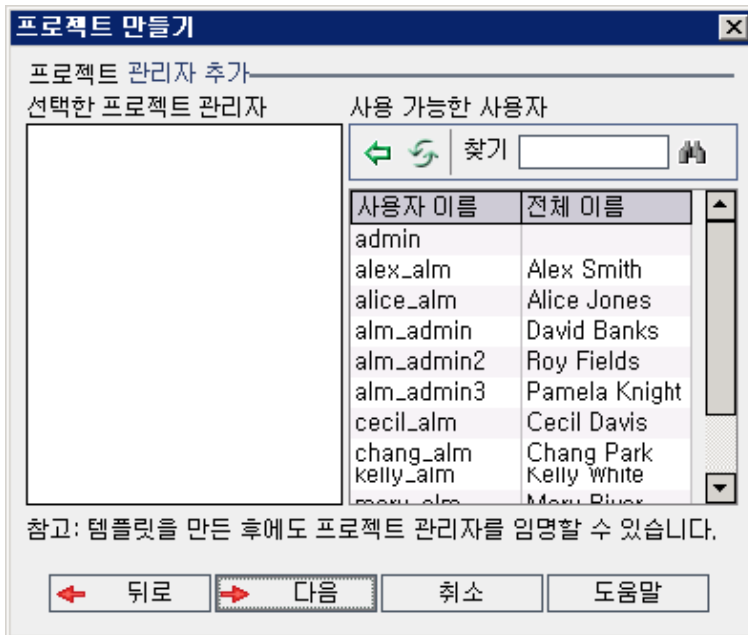 프로젝트 만들기
프로젝트 관리자 추가
선택한 프로젝트 관리자
사용 가능한 사용자
찾기
사용자 이름 전체 이름
admin
alex_alm Alex Smith
alice_alm Alice Jones
alm_admin David Banks
alm_admin2 Roy Fields
alm_admin3 Pamela Knight
cecil_alm Cecil Davis
chang_alm Chang Park
kelly_alm Kelly White
참고: 템플릿을 만든 후에도 프로젝트 관리자를 임명할 수 있습니다.
뒤로 다음 취소 도움말